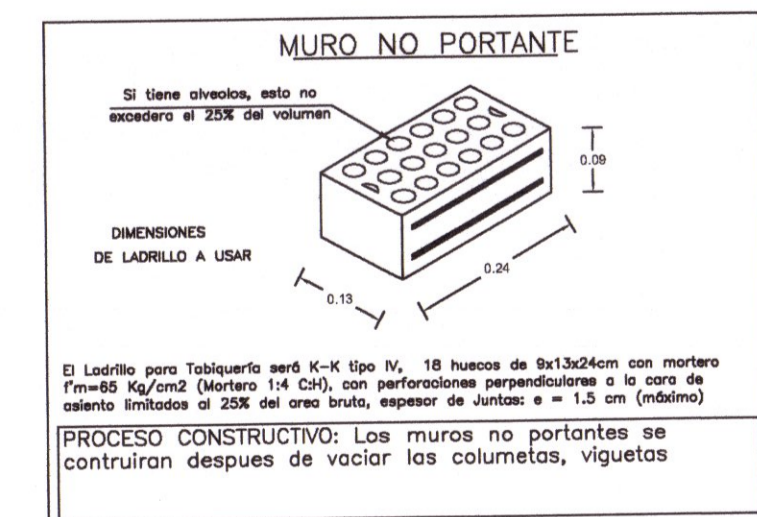 MURO NO PORTANTE
Si tiene alveolos, esto no
excedera el 25% del volumen
0.09
DIMENSIONES
DE LADRILLO A USAR
0.24
0.13
El Ladrillo para Tabiquería será K-K tipo IV, 18 huecos de 9x13x24cm con mortero
f'm=65 Kg/cm2 (Mortero 1:4 C:H), con perforaciones perpendiculares a la cara de
asiento limitados al 25% del area bruta, espesor de Juntas: e = 1.5 cm (máximo)
PROCESO CONSTRUCTIVO: Los muros no portantes se
contruiran despues de vaciar las columetas, viguetas